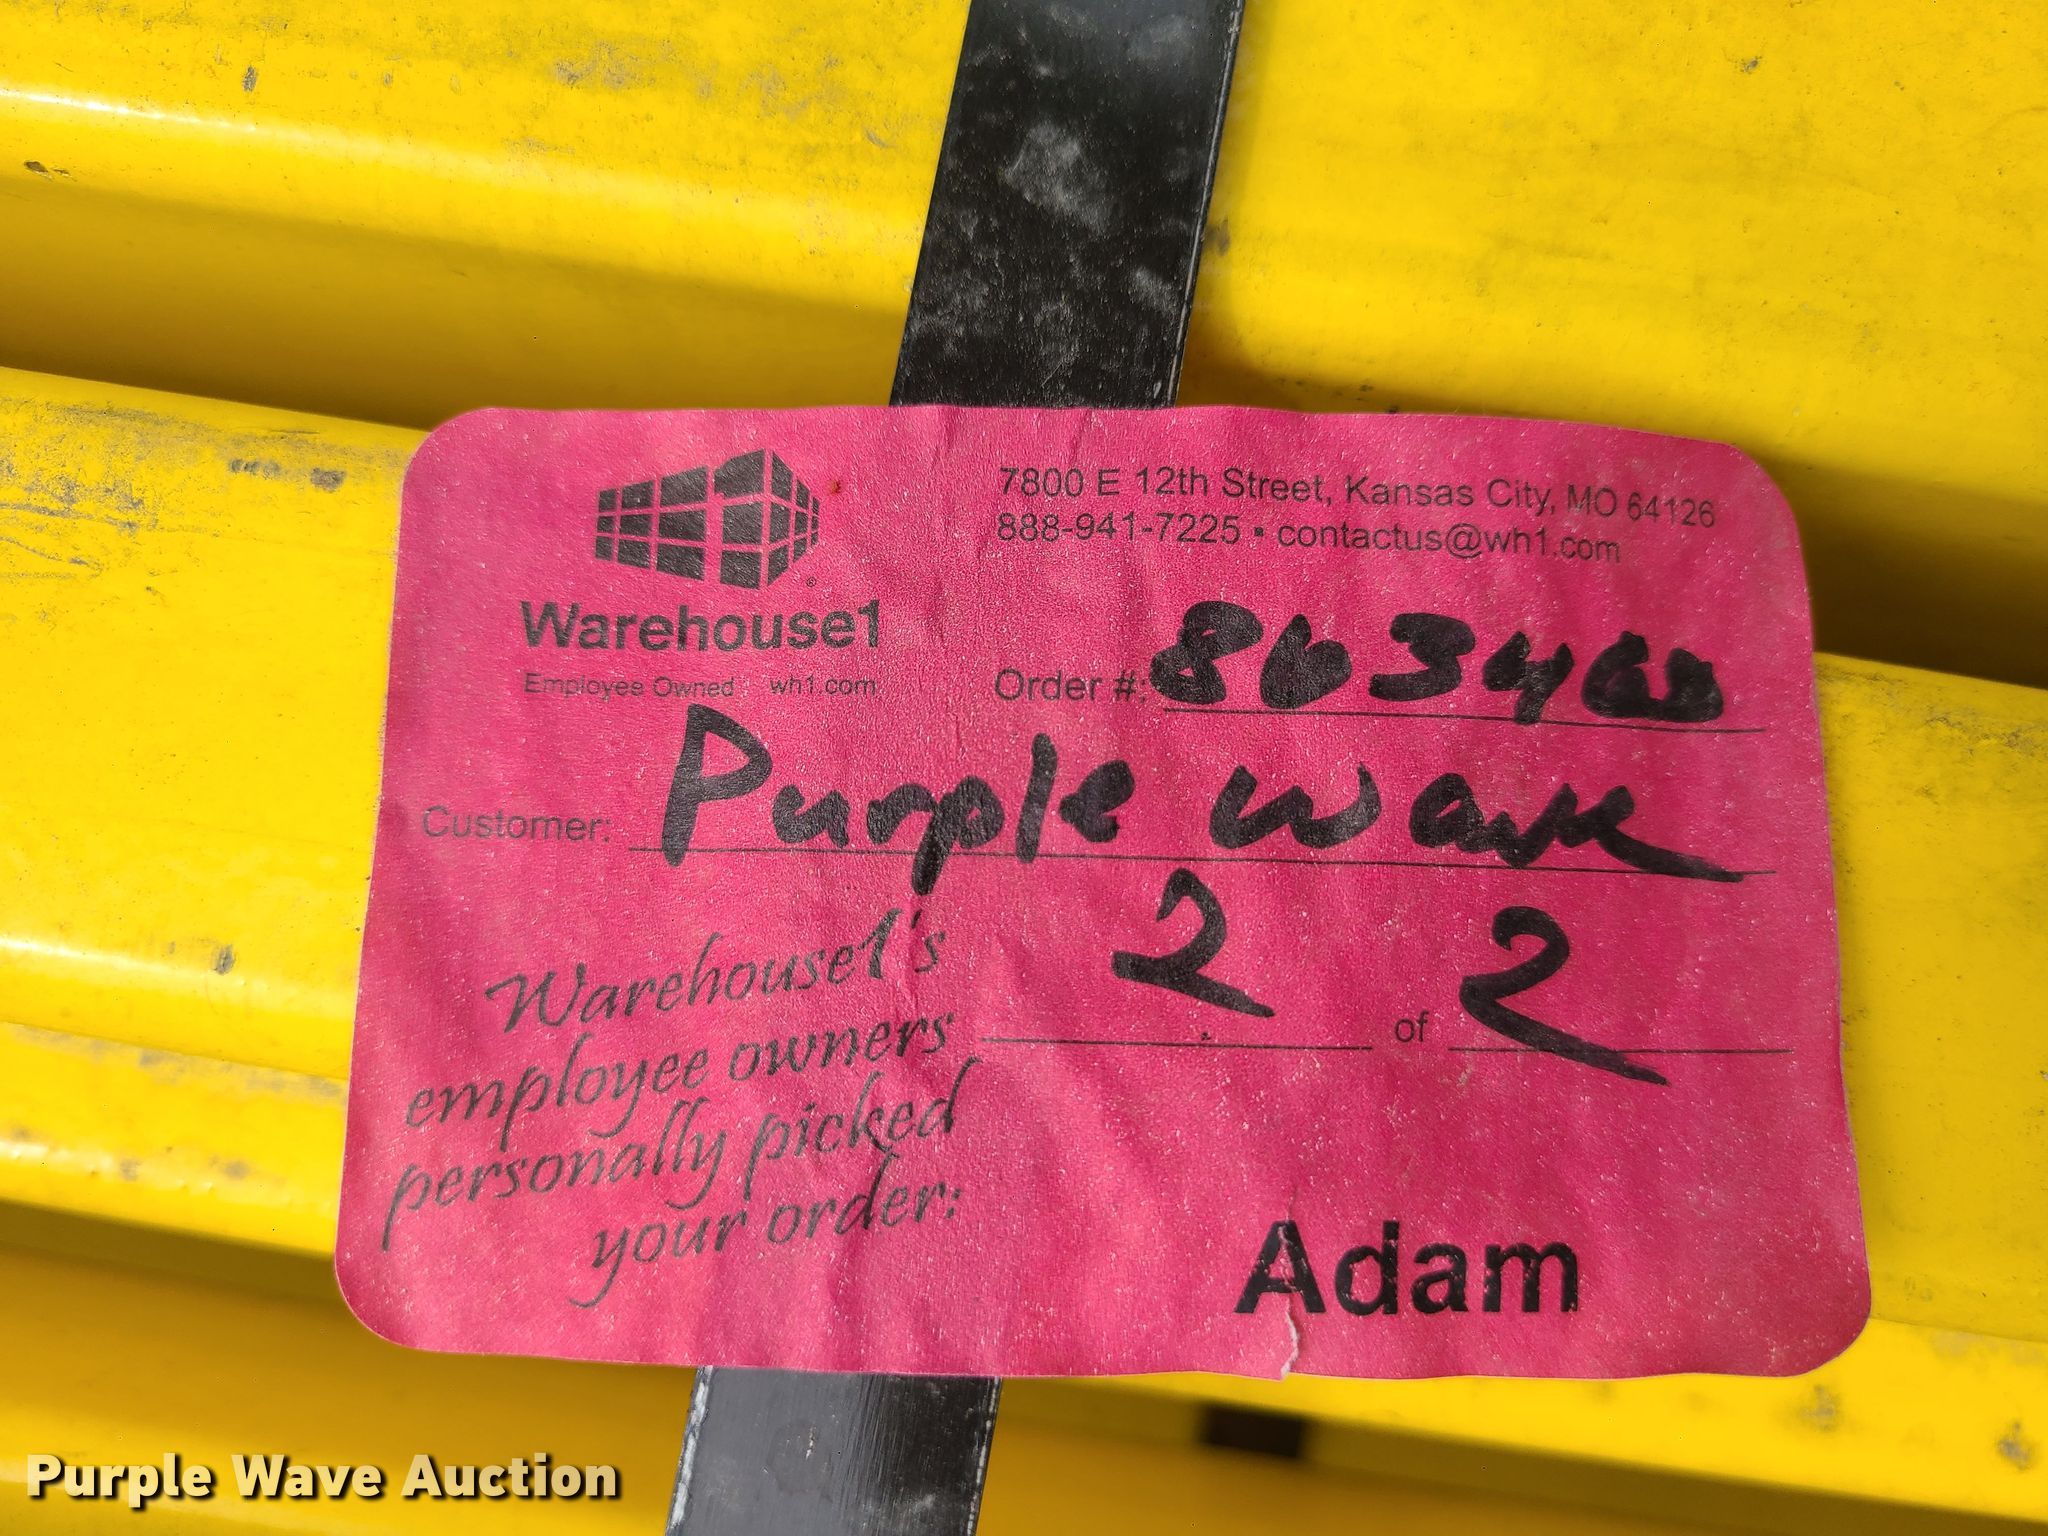 7800 E 12th Street, Kansas City, MO 64126
888-941-7225 • contactus@wh1.com
Warehouse1
Employee Owned wh1.com
Order #:
Customer: Purple Wave
2 of 2
Warehouse1's
employee owners
personally picked
your order:
Adam
Purple Wave Auction